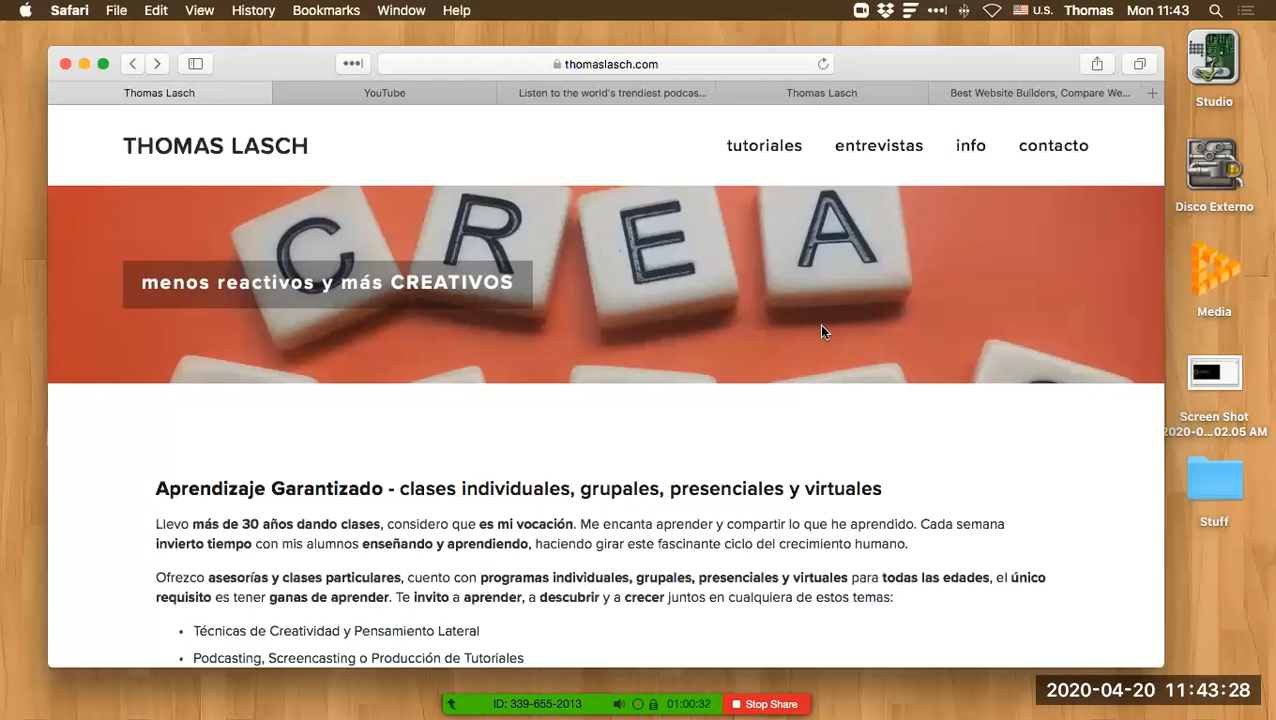 Safari File Edit View History Bookmarks Window Help U.S. Thomas Mon 11:43
thomaslasch.com
Thomas Lasch YouTube Listen to the world's trendiest podcas... Thomas Lasch Best Website Builders, Compare We...
THOMAS LASCH tutoriales entrevistas info contacto
CREA
menos reactivos y más CREATIVOS
Aprendizaje Garantizado - clases individuales, grupales, presenciales y virtuales
Llevo más de 30 años dando clases, considero que es mi vocación. Me encanta aprender y compartir lo que he aprendido. Cada semana
invierto tiempo con mis alumnos enseñando y aprendiendo, haciendo girar este fascinante ciclo del crecimiento humano.
Ofrezco asesorías y clases particulares, cuento con programas individuales, grupales, presenciales y virtuales para todas las edades, el único
requisito es tener ganas de aprender. Te invito a aprender, a descubrir y a crecer juntos en cualquiera de estos temas:
• Técnicas de Creatividad y Pensamiento Lateral
• Podcasting, Screencasting o Producción de Tutoriales
Studio
Disco Externo
Media
Screen Shot
2020-0...02.05 AM
Stuff
2020-04-20 11:43:28
ID: 339-655-2013 01:00:32 Stop Share